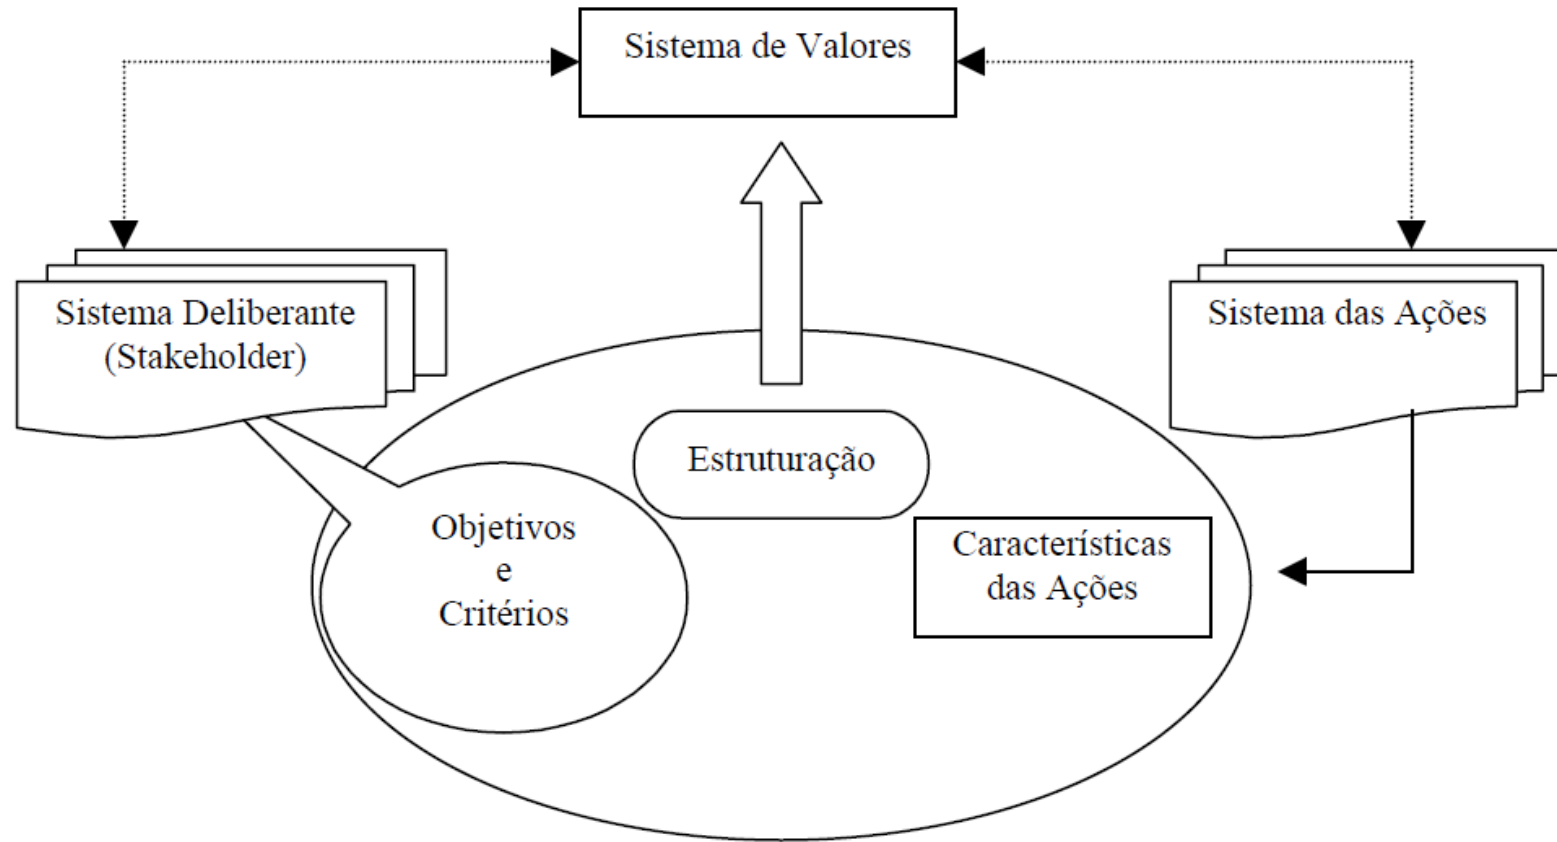 Sistema de Valores
Sistema Deliberante
(Stakeholder)
Sistema das Ações
Estruturação
Objetivos
e
Critérios
Características
das Ações